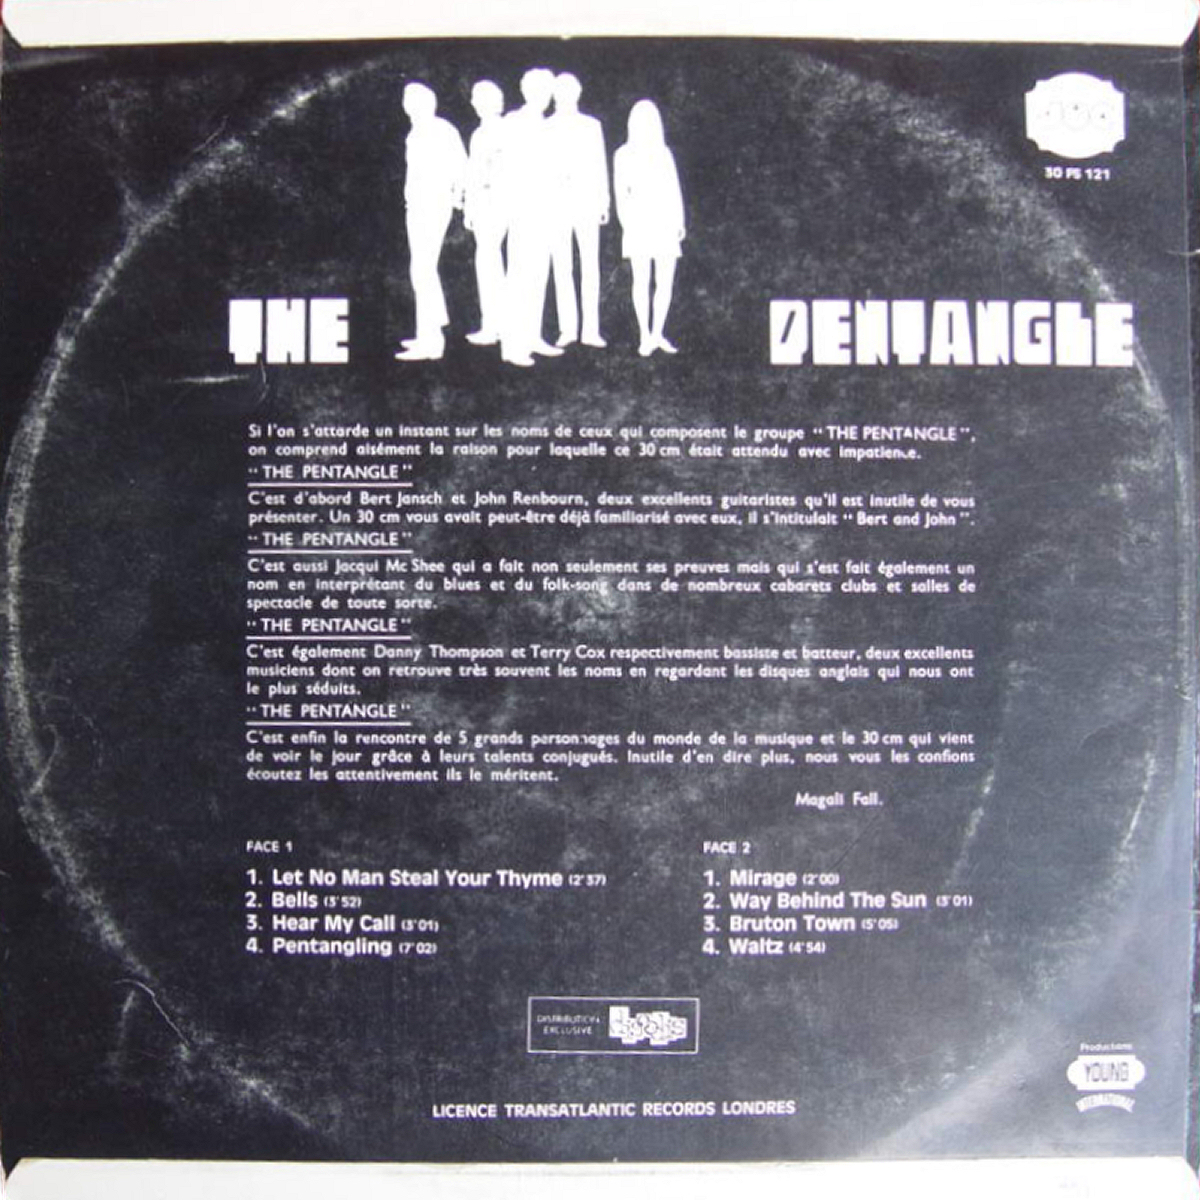 30 FS 121
THE PENTANGLE
Si l'on s'attarde un instant sur les noms de ceux qui composent le groupe “THE PENTANGLE”,
on comprend aisément la raison pour laquelle ce 30 cm était attendu avec impatience.
“THE PENTANGLE”
C'est d'abord Bert Jansch et John Renbourn, deux excellents guitaristes qu'il est inutile de vous
présenter. Un 30 cm vous avait peut-être déjà familiarisé avec eux, il s'intitulait “Bert and John”.
“THE PENTANGLE”
C'est aussi Jacqui Mc Shee qui a fait non seulement ses preuves mais qui s'est fait également un
nom en interprétant du blues et du folk-song dans de nombreux cabarets clubs et salles de
spectacle de toute sorte.
“THE PENTANGLE”
C'est également Danny Thompson et Terry Cox respectivement bassiste et batteur, deux excellents
musiciens dont on retrouve très souvent les noms en regardant les disques anglais qui nous ont
le plus séduits.
“THE PENTANGLE”
C'est enfin la rencontre de 5 grands personnages du monde de la musique et le 30 cm qui vient
de voir le jour grâce à leurs talents conjugués. Inutile d'en dire plus, nous vous les confions
écoutez les attentivement ils le méritent.
Magali Fall.
FACE 1
1. Let No Man Steal Your Thyme (2'37)
2. Bells (3'52)
3. Hear My Call (3'01)
4. Pentangling (7'02)
FACE 2
1. Mirage (2'00)
2. Way Behind The Sun (3'01)
3. Bruton Town (5'05)
4. Waltz (4'54)
DISTRIBUTION
EXCLUSIVE
LICENCE TRANSATLANTIC RECORDS LONDRES
Productions
YOUNG
INTERNATIONAL